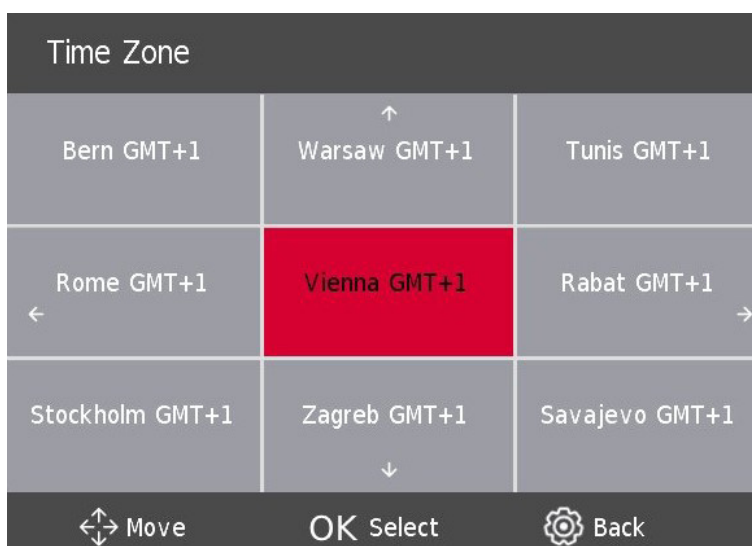 Time Zone
Bern GMT+1
Warsaw GMT+1
Tunis GMT+1
Rome GMT+1
Vienna GMT+1
Rabat GMT+1
Stockholm GMT+1
Zagreb GMT+1
Savajevo GMT+1
Move
OK Select
Back